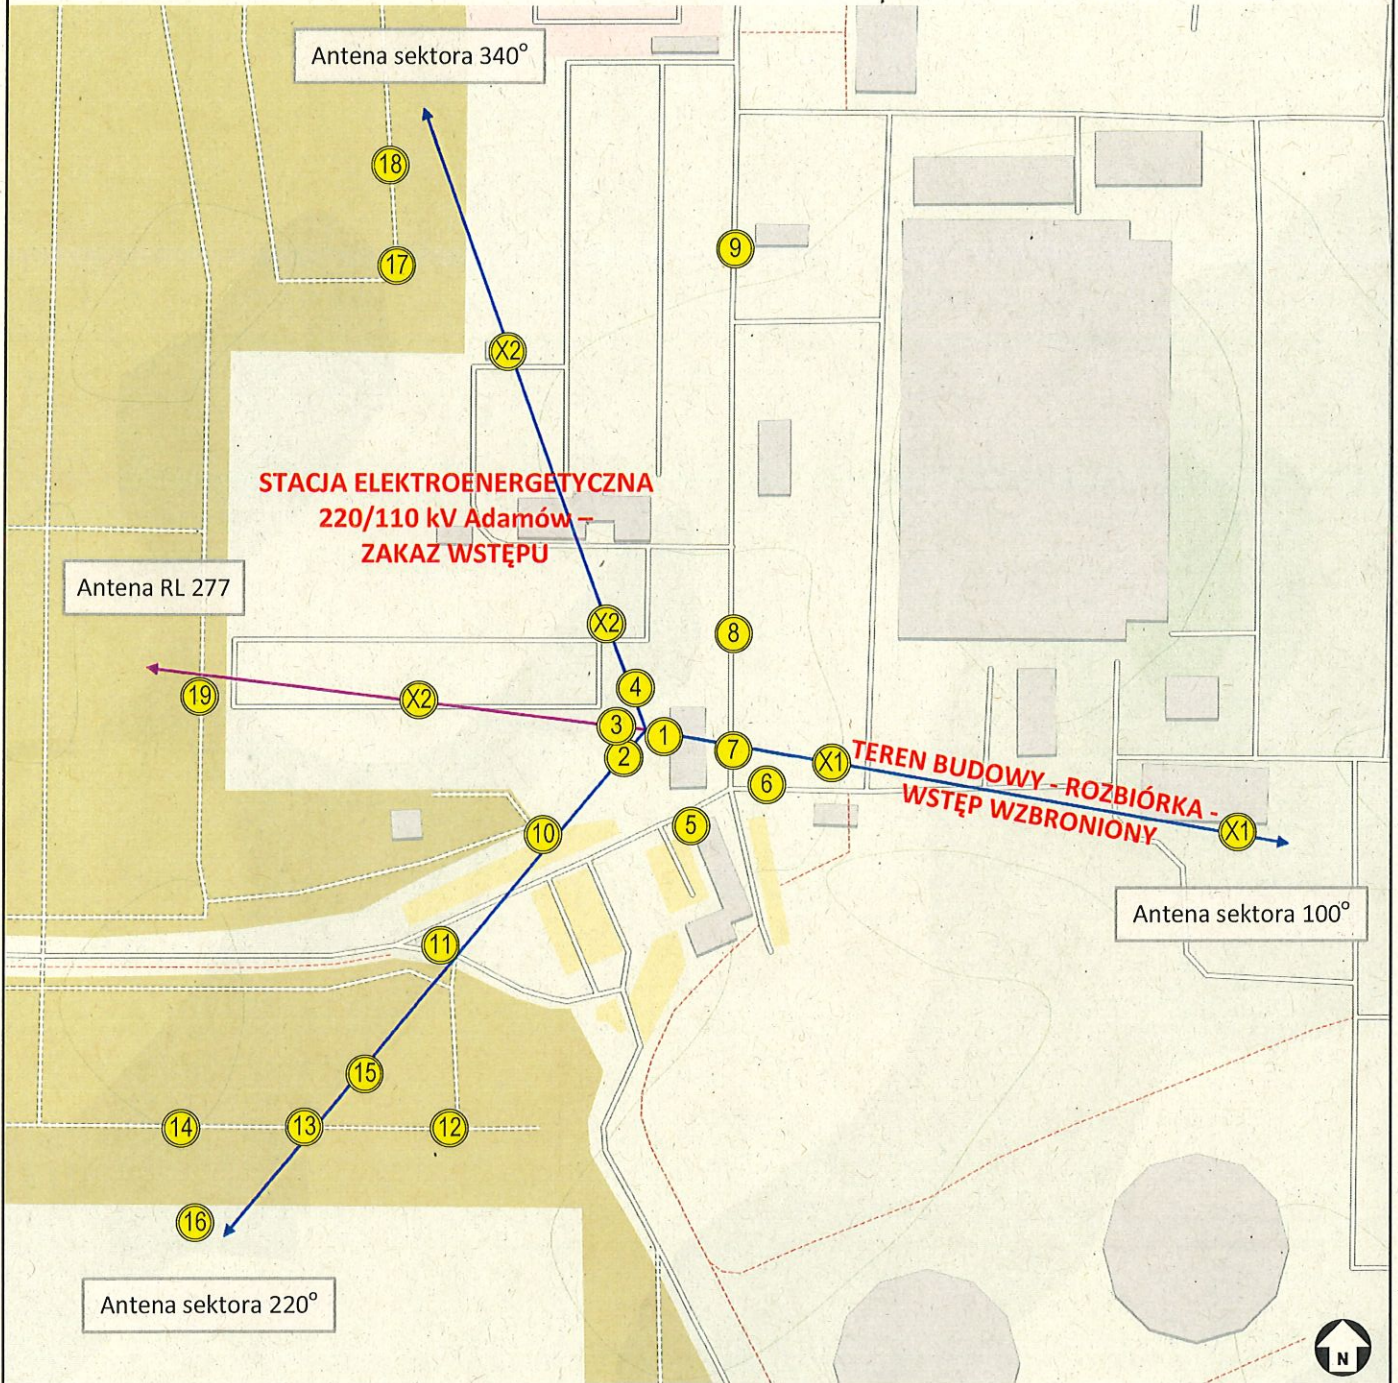 Antena sektora 340°
18
17
9
X2
STACJA ELEKTROENERGETYCZNA
220/110 kV Adamów –
ZAKAZ WSTĘPU
Antena RL 277
X2
8
19
X2
4
3
1
2
7
X1
TEREN BUDOWY - ROZBIÓRKA -
WSTĘP WZBRONIONY
6
5
10
X1
Antena sektora 100°
11
15
14
13
12
16
Antena sektora 220°
N